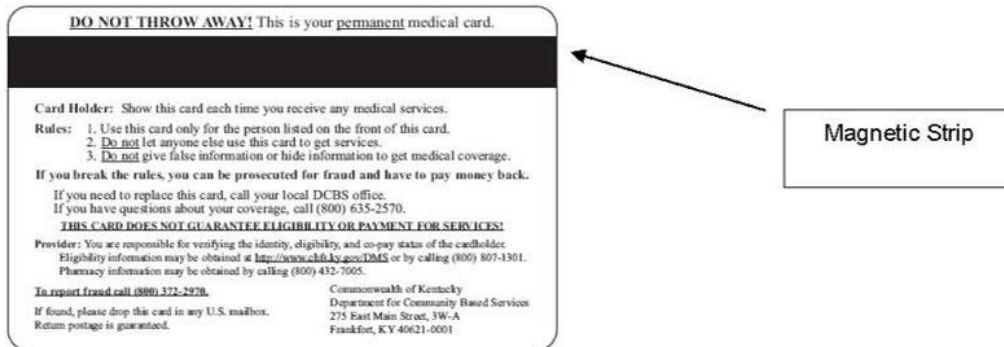 DO NOT THROW AWAY! This is your permanent medical card.
Magnetic Strip
Card Holder: Show this card each time you receive any medical services.
Rules: 1. Use this card only for the person listed on the front of this card.
2. Do not let anyone else use this card to get services.
3. Do not give false information or hide information to get medical coverage.
If you break the rules, you can be prosecuted for fraud and have to pay money back.
If you need to replace this card, call your local DCBS office.
If you have questions about your coverage, call (800) 635-2570.
THIS CARD DOES NOT GUARANTEE ELIGIBILITY OR PAYMENT FOR SERVICES!
Provider: You are responsible for verifying the identity, eligibility, and co-pay status of the cardholder.
Eligibility information may be obtained at http://www.chfs.ky.gov/DMS or by calling (800) 807-1301.
Pharmacy information may be obtained by calling (800) 432-7005.
To report fraud call (800) 372-2970.
If found, please drop this card in any U.S. mailbox.
Return postage is guaranteed.
Commonwealth of Kentucky
Department for Community Based Services
275 East Main Street, 3W-A
Frankfort, KY 40621-0001